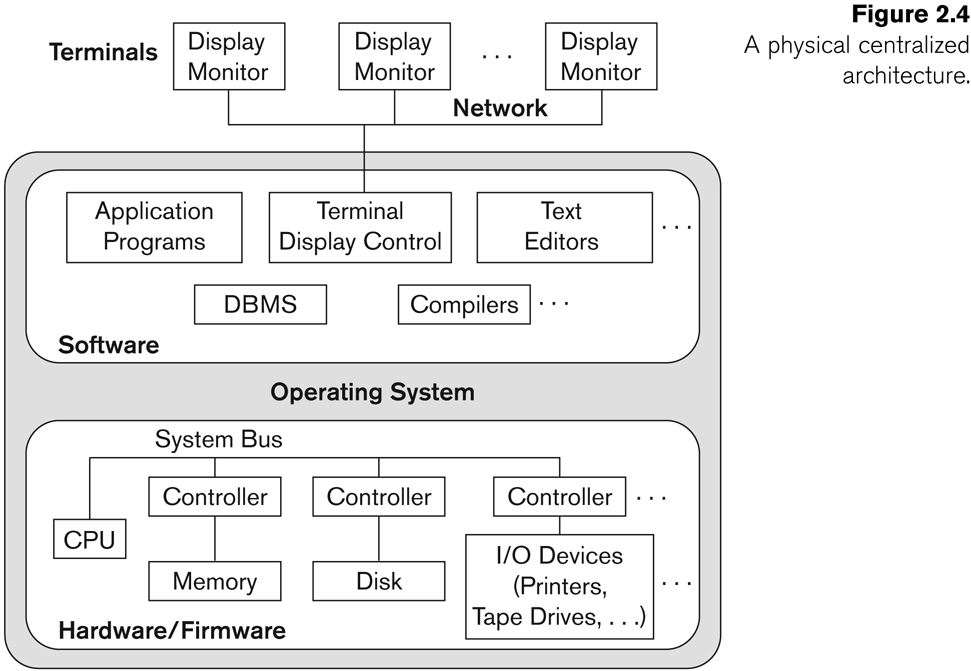 Figure 2.4
A physical centralized
architecture.
Terminals
Display
Monitor
Display
Monitor
. . .
Display
Monitor
Network
Application
Programs
Terminal
Display Control
Text
Editors
. . .
DBMS
Compilers
. . .
Software
Operating System
System Bus
Controller
Controller
Controller
. . .
CPU
Memory
Disk
I/O Devices
(Printers,
Tape Drives, . . .)
. . .
Hardware/Firmware